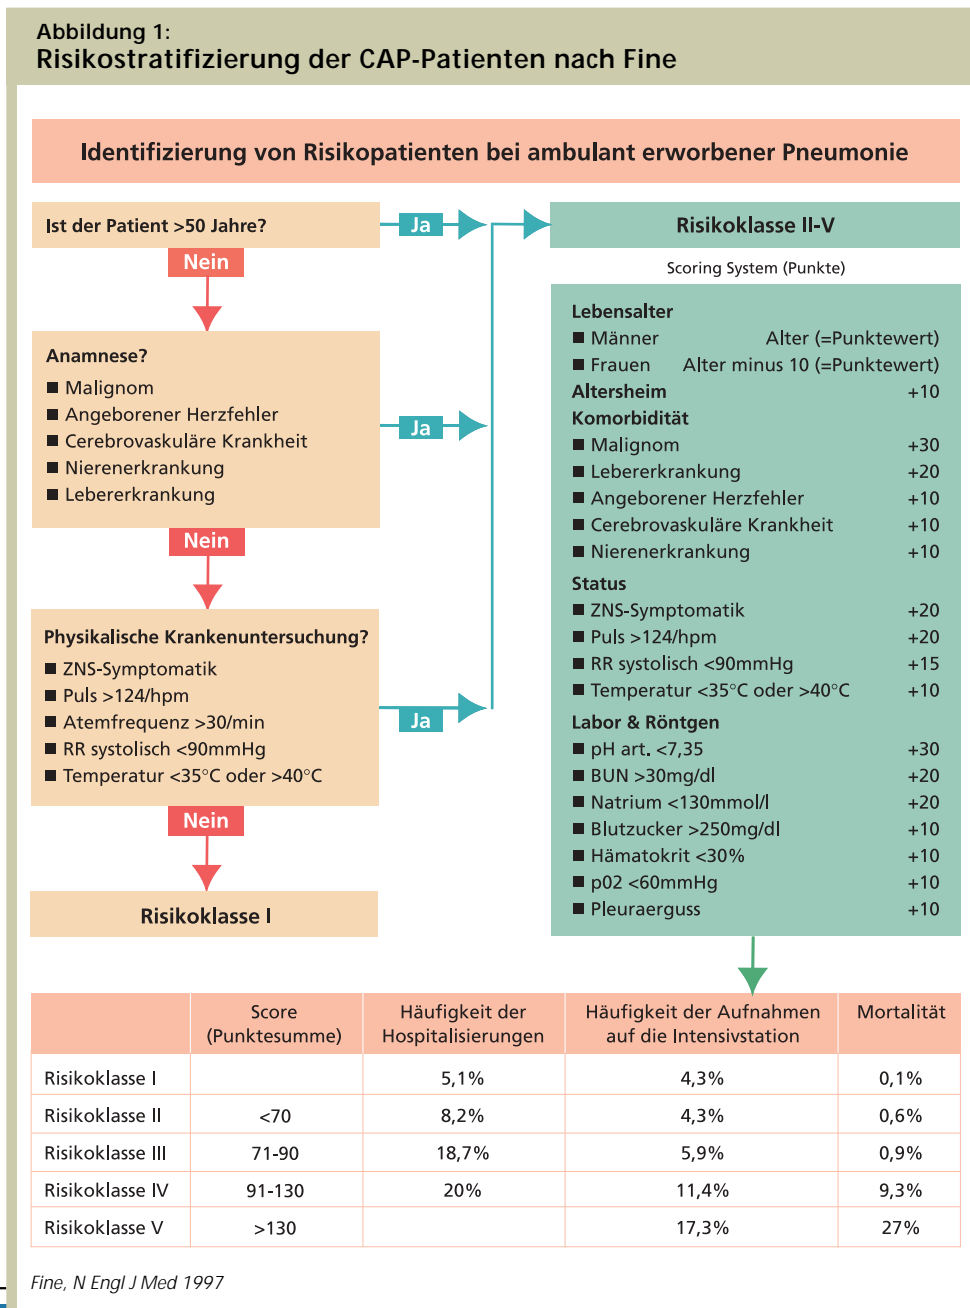 Abbildung 1:
Risikostratifizierung der CAP-Patienten nach Fine
Identifizierung von Risikopatienten bei ambulant erworbener Pneumonie
Ist der Patient >50 Jahre?
Ja
Nein
Anamnese?
■ Malignom
■ Angeborener Herzfehler
■ Cerebrovaskuläre Krankheit
■ Nierenerkrankung
■ Lebererkrankung
Ja
Nein
Physikalische Krankenuntersuchung?
■ ZNS-Symptomatik
■ Puls >124/hpm
■ Atemfrequenz >30/min
■ RR systolisch <90mmHg
■ Temperatur <35°C oder >40°C
Ja
Nein
Risikoklasse I
Risikoklasse II-V
Scoring System (Punkte)
Lebensalter
■ Männer Alter (=Punktewert)
■ Frauen Alter minus 10 (=Punktewert)
Altersheim +10
Komorbidität
■ Malignom +30
■ Lebererkrankung +20
■ Angeborener Herzfehler +10
■ Cerebrovaskuläre Krankheit +10
■ Nierenerkrankung +10
Status
■ ZNS-Symptomatik +20
■ Puls >124/hpm +20
■ RR systolisch <90mmHg +15
■ Temperatur <35°C oder >40°C +10
Labor & Röntgen
■ pH art. <7,35 +30
■ BUN >30mg/dl +20
■ Natrium <130mmol/l +20
■ Blutzucker >250mg/dl +10
■ Hämatokrit <30% +10
■ p02 <60mmHg +10
■ Pleuraerguss +10
Score Häufigkeit der Häufigkeit der Aufnahmen Mortalität
(Punktesumme) Hospitalisierungen auf die Intensivstation
Risikoklasse I 5,1% 4,3% 0,1%
Risikoklasse II <70 8,2% 4,3% 0,6%
Risikoklasse III 71-90 18,7% 5,9% 0,9%
Risikoklasse IV 91-130 20% 11,4% 9,3%
Risikoklasse V >130 17,3% 27%
Fine, N Engl J Med 1997